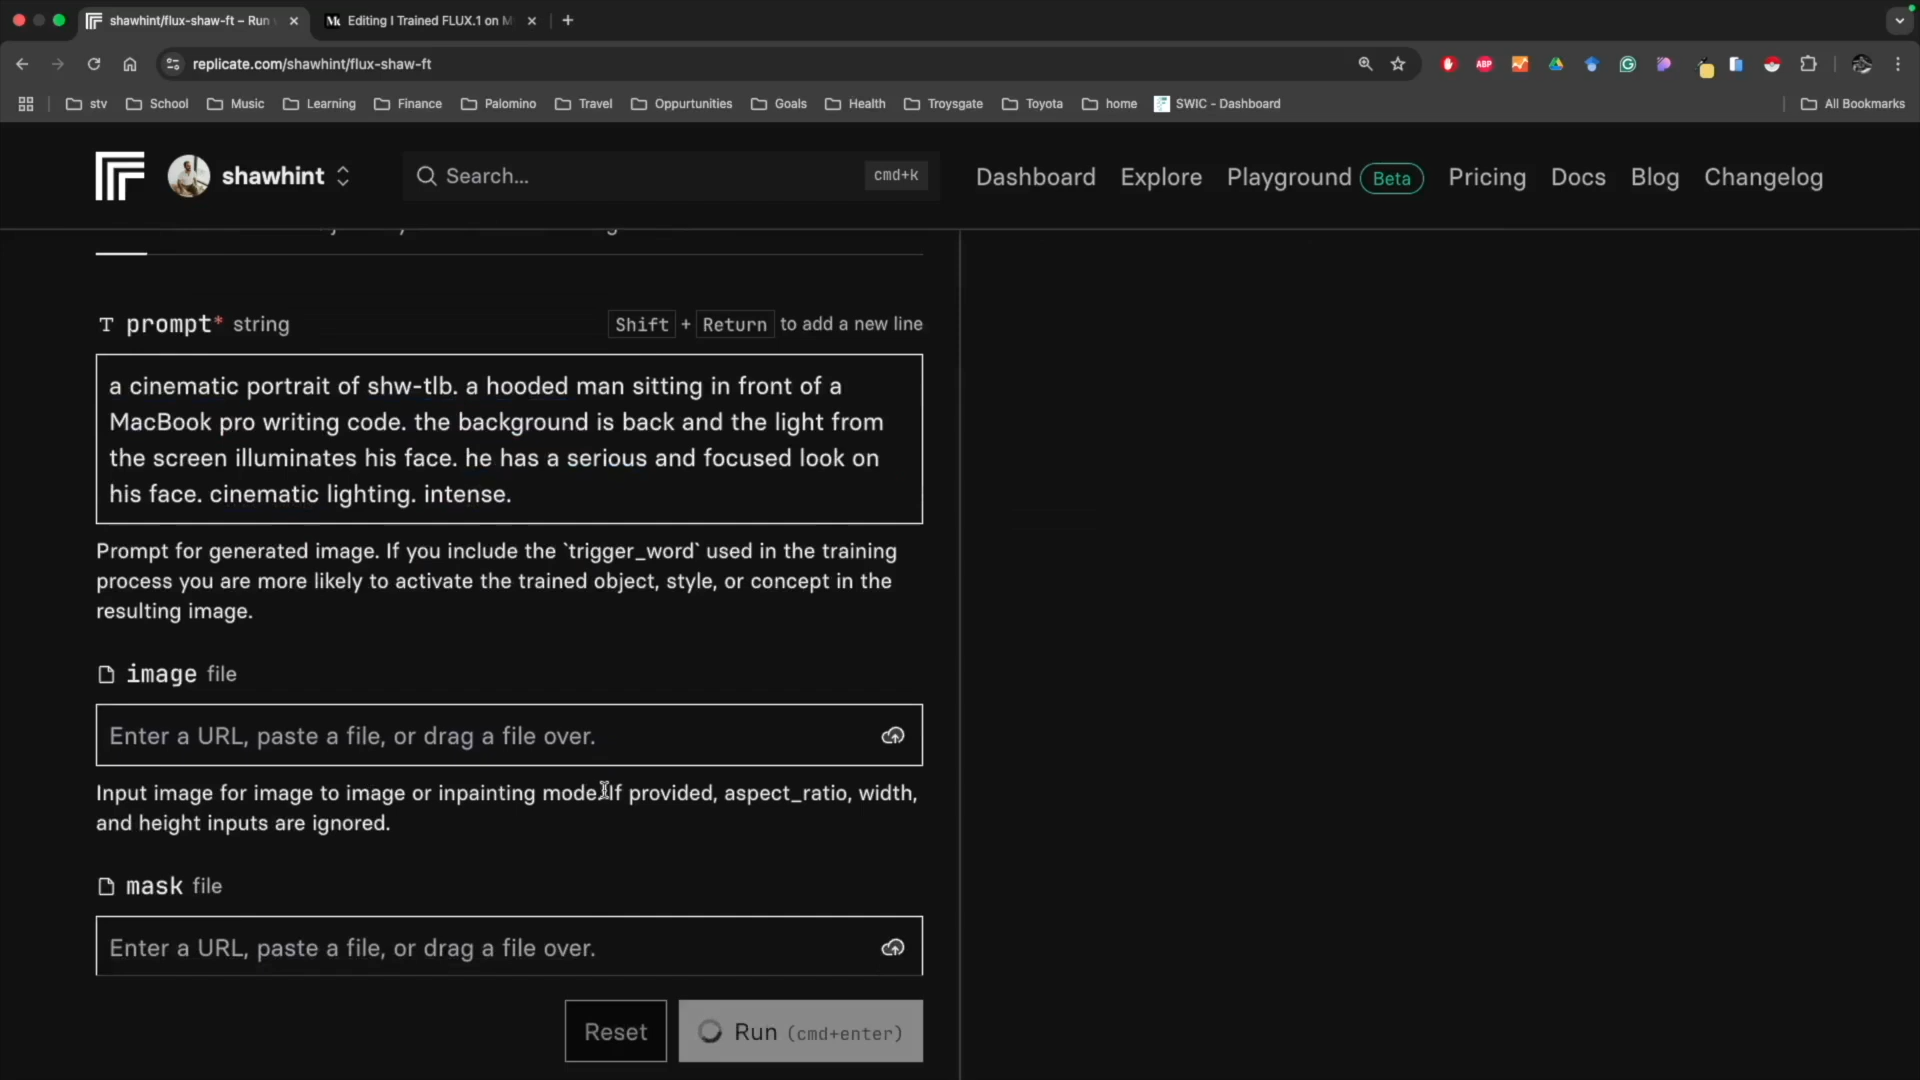 shawhint/flux-shaw-ft – Run
Editing I Trained FLUX.1 on M
replicate.com/shawhint/flux-shaw-ft
ABP
stv
School
Music
Learning
Finance
Palomino
Travel
Oppurtunities
Goals
Health
Troysgate
Toyota
home
SWIC - Dashboard
All Bookmarks
shawhint
Search...
cmd+k
Dashboard
Explore
Playground
Beta
Pricing
Docs
Blog
Changelog
prompt* string
Shift + Return to add a new line
a cinematic portrait of shw-tlb. a hooded man sitting in front of a
MacBook pro writing code. the background is back and the light from
the screen illuminates his face. he has a serious and focused look on
his face. cinematic lighting. intense.
Prompt for generated image. If you include the `trigger_word` used in the training
process you are more likely to activate the trained object, style, or concept in the
resulting image.
image file
Enter a URL, paste a file, or drag a file over.
Input image for image to image or inpainting mode. If provided, aspect_ratio, width,
and height inputs are ignored.
mask file
Enter a URL, paste a file, or drag a file over.
Reset
Run (cmd+enter)